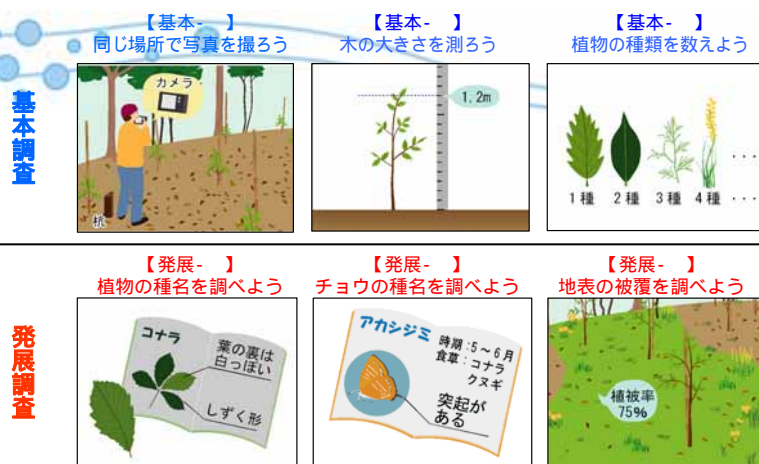 基本調査
【基本-　】
同じ場所で写真を撮ろう
カメラ
杭
【基本-　】
木の大きさを測ろう
1.2m
【基本-　】
植物の種類を数えよう
1種 2種 3種 4種 ···
····
発展調査
【発展-　】
植物の種名を調べよう
コナラ
葉の裏は
白っぽい
しずく形
【発展-　】
チョウの種名を調べよう
アカシジミ
時期:5～6月
食草:コナラ
クヌギ
突起が
ある
【発展-　】
地表の被覆を調べよう
植被率
75%